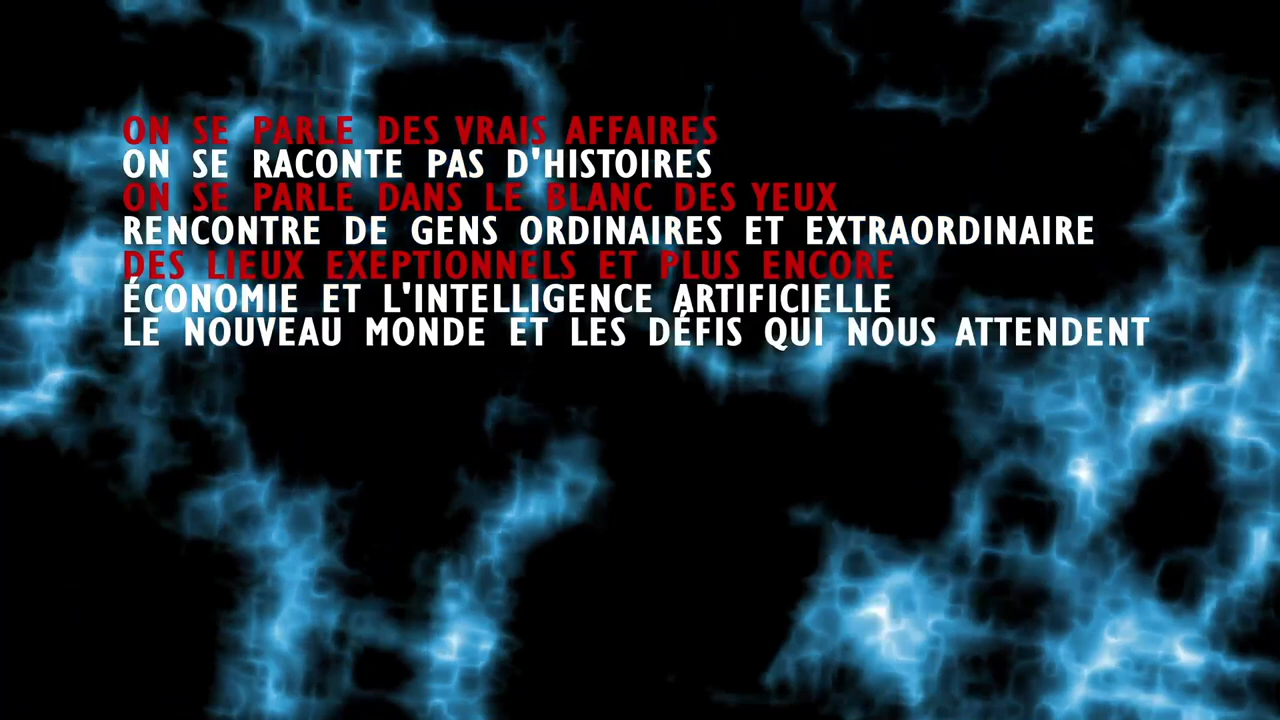 ON SE PARLE DES VRAIS AFFAIRES
ON SE RACONTE PAS D'HISTOIRES
ON SE PARLE DANS LE BLANC DES YEUX
RENCONTRE DE GENS ORDINAIRES ET EXTRAORDINAIRE
DES LIEUX EXEPTIONNELS ET PLUS ENCORE
ÉCONOMIE ET L'INTELLIGENCE ARTIFICIELLE
LE NOUVEAU MONDE ET LES DÉFIS QUI NOUS ATTENDENT